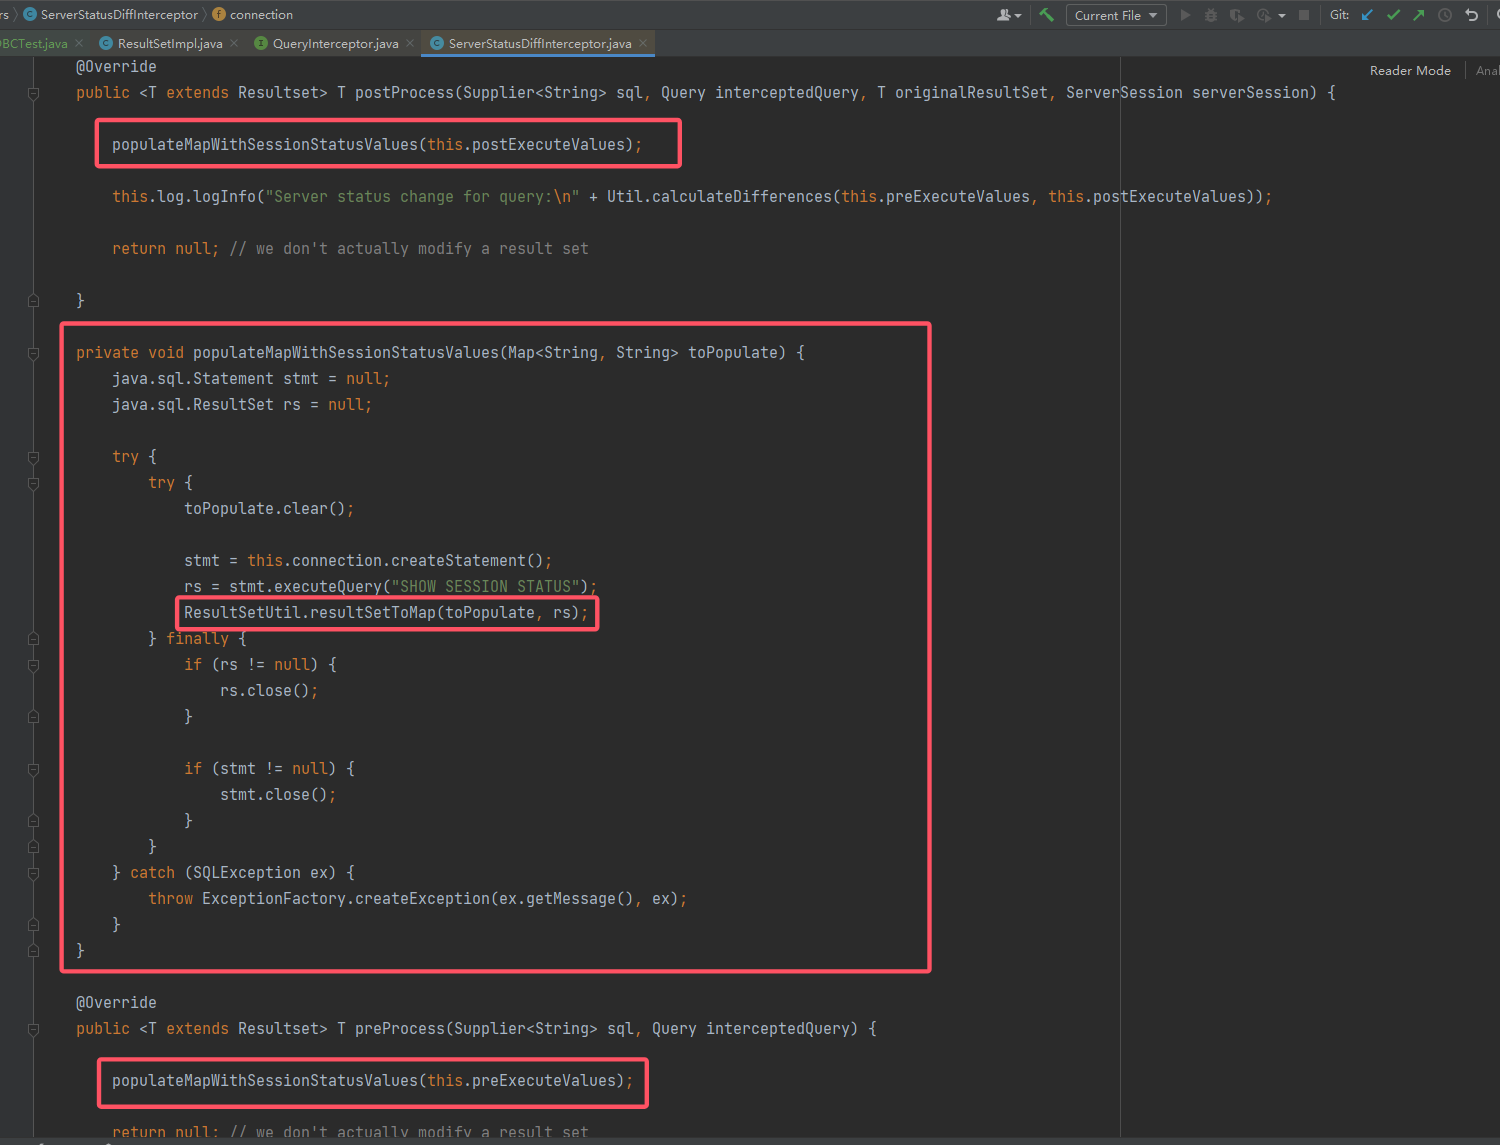 rs ServerStatusDiffInterceptor connection Current File Git:
BCTest.java ResultSetImpl.java QueryInterceptor.java ServerStatusDiffInterceptor.java
Reader Mode Anal
@Override
public <T extends Resultset> T postProcess(Supplier<String> sql, Query interceptedQuery, T originalResultSet, ServerSession serverSession) {
populateMapWithSessionStatusValues(this.postExecuteValues);
this.log.logInfo("Server status change for query:\n" + Util.calculateDifferences(this.preExecuteValues, this.postExecuteValues));
return null; // we don't actually modify a result set
}
private void populateMapWithSessionStatusValues(Map<String, String> toPopulate) {
java.sql.Statement stmt = null;
java.sql.ResultSet rs = null;
try {
try {
toPopulate.clear();
stmt = this.connection.createStatement();
rs = stmt.executeQuery("SHOW SESSION STATUS");
ResultSetUtil.resultSetToMap(toPopulate, rs);
} finally {
if (rs != null) {
rs.close();
}
if (stmt != null) {
stmt.close();
}
}
} catch (SQLException ex) {
throw ExceptionFactory.createException(ex.getMessage(), ex);
}
}
@Override
public <T extends Resultset> T preProcess(Supplier<String> sql, Query interceptedQuery) {
populateMapWithSessionStatusValues(this.preExecuteValues);
return null; // we don't actually modify a result set